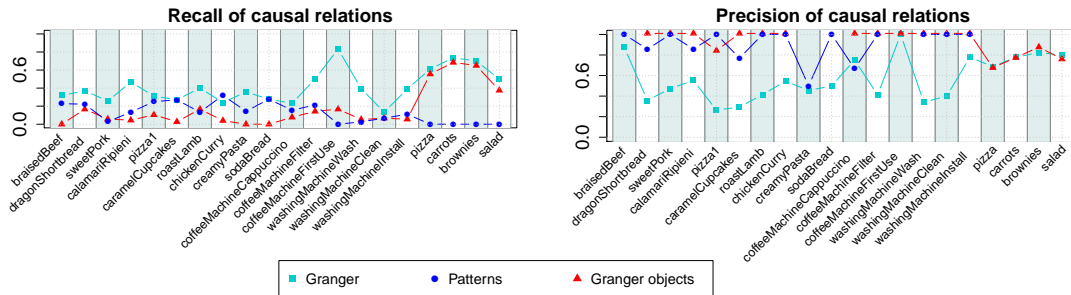 Recall of causal relations
0.6
0.0
braisedBeef
dragonShortbread
sweetPork
calamariRipieni
pizza1
caramelCupcakes
roastLamb
chickenCurry
creamyPasta
sodaBread
coffeeMachineCappuccino
coffeeMachineFilter
coffeeMachineFirstUse
washingMachineWash
washingMachineClean
washingMachineInstall
pizza
carrots
brownies
salad
Precision of causal relations
0.6
0.0
braisedBeef
dragonShortbread
sweetPork
calamariRipieni
pizza1
caramelCupcakes
roastLamb
chickenCurry
creamyPasta
sodaBread
coffeeMachineCappuccino
coffeeMachineFilter
coffeeMachineFirstUse
washingMachineWash
washingMachineClean
washingMachineInstall
pizza
carrots
brownies
salad
Granger Patterns Granger objects